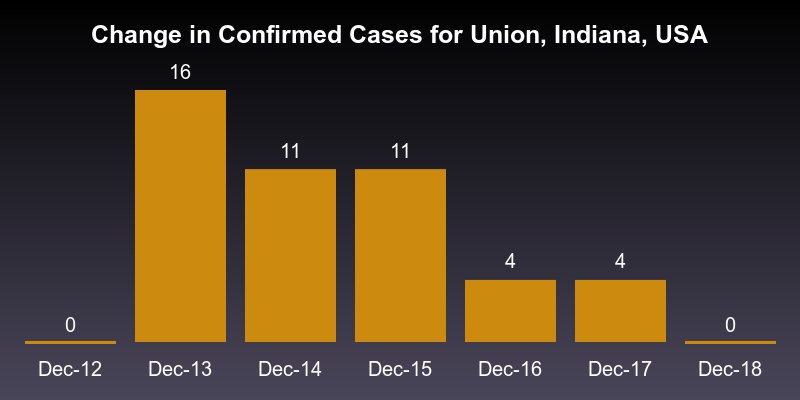 Change in Confirmed Cases for Union, Indiana, USA
16
11
11
4
4
0
0
Dec-12
Dec-13
Dec-14
Dec-15
Dec-16
Dec-17
Dec-18